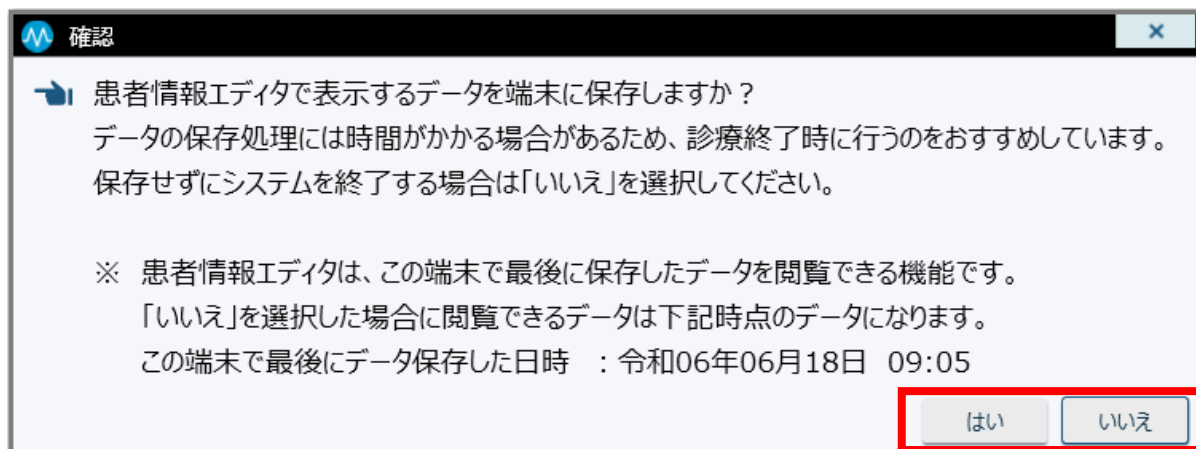 確認
患者情報エディタで表示するデータを端末に保存しますか？
データの保存処理には時間がかかる場合があるため、診療終了時に行うのをおすすめしています。
保存せずにシステムを終了する場合は「いいえ」を選択してください。
※ 患者情報エディタは、この端末で最後に保存したデータを閲覧できる機能です。
「いいえ」を選択した場合に閲覧できるデータは下記時点のデータになります。
この端末で最後にデータ保存した日時 ：令和06年06月18日 09:05
はい いいえ